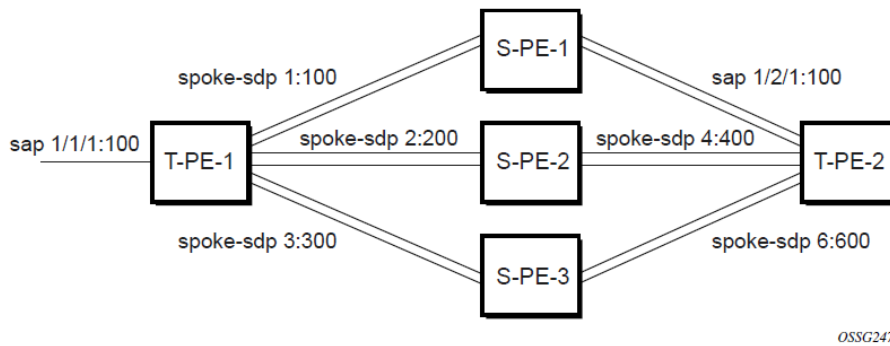 S-PE-1
spoke-sdp 1:100
sap 1/2/1:100
sap 1/1/1:100
T-PE-1
spoke-sdp 2:200
S-PE-2
spoke-sdp 4:400
T-PE-2
spoke-sdp 3:300
S-PE-3
spoke-sdp 6:600
OSSG247